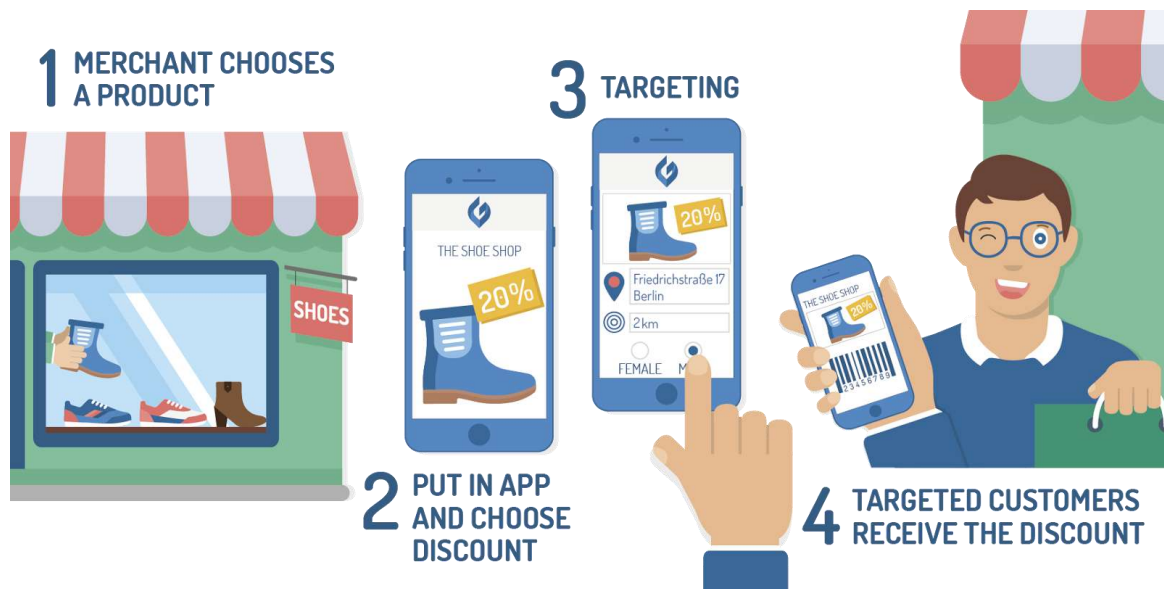 1
MERCHANT CHOOSES
A PRODUCT
SHOES
THE SHOE SHOP
20%
2
PUT IN APP
AND CHOOSE
DISCOUNT
3
TARGETING
20%
Friedrichstraße 17
Berlin
2km
FEMALE
THE SHOE SHOP
20%
23456789
4
TARGETED CUSTOMERS
RECEIVE THE DISCOUNT